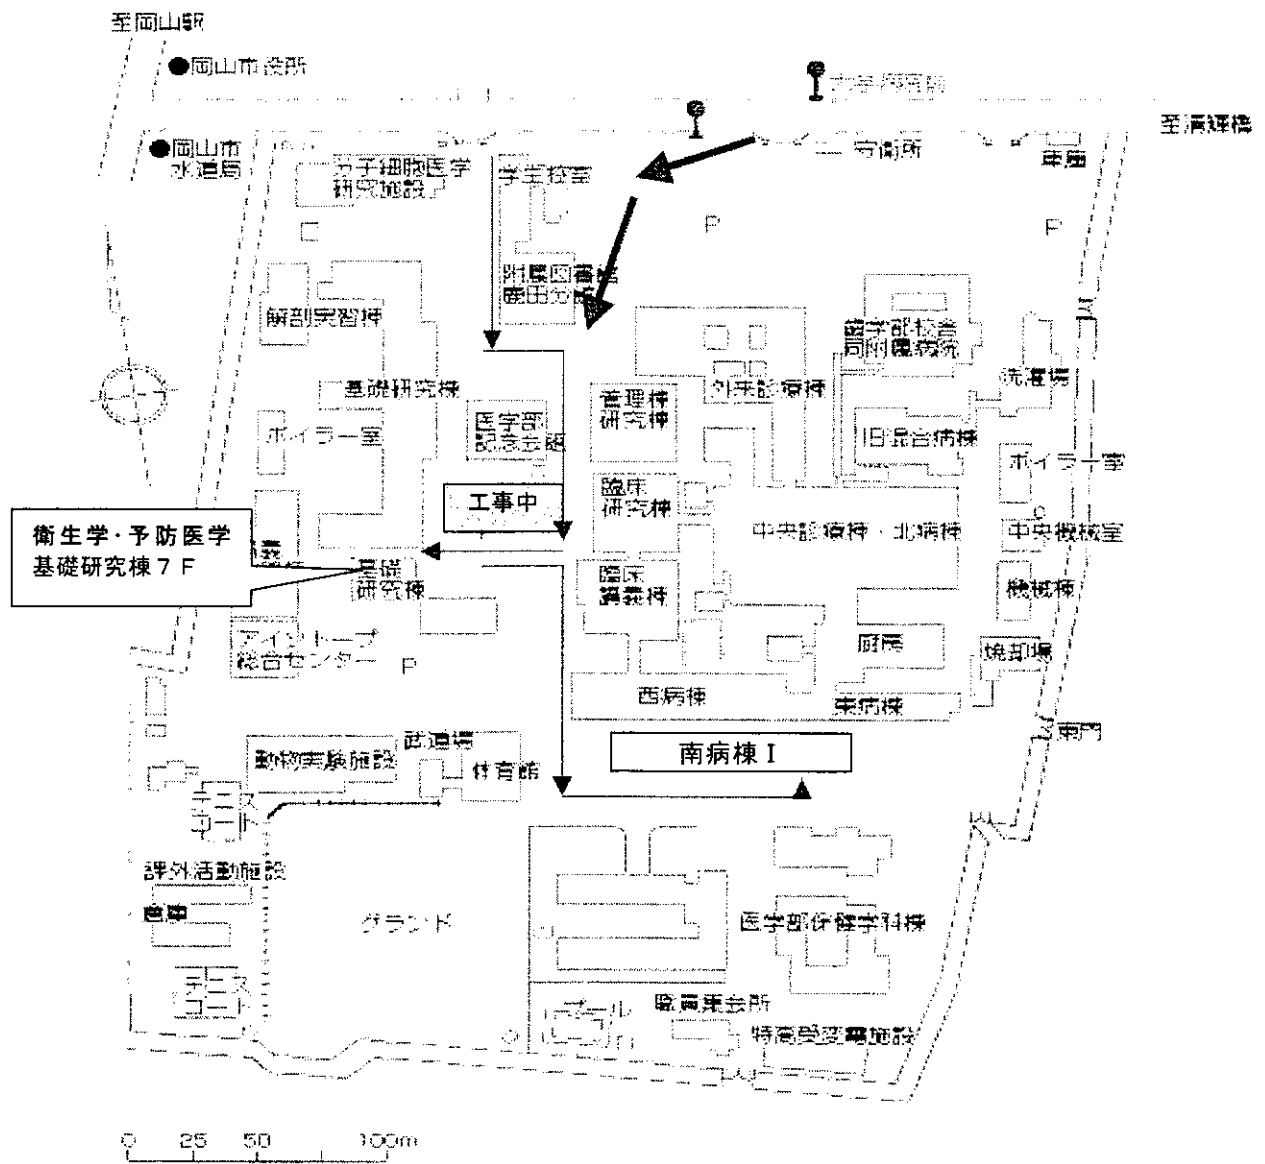 至岡山駅
●岡山市役所
至清輝橋
●岡山市
水道局
守衛所
車庫
分子細胞医学
研究施設
学生控室
P
P
附属図書館
鹿田分館
解剖実習棟
歯学部校舎
同附属病院
洗濯場
基礎研究棟
外来診療棟
管理棟
研究棟
医学部
記念会館
ボイラー室
旧混合病棟
ボイラー室
工事中
臨床
研究棟
中央診療棟・北病棟
中央機械室
衛生学・予防医学
基礎研究棟7F
基礎
研究棟
臨床
講義棟
機械棟
アイソトープ
総合センター
P
厨房
焼却場
西病棟
東病棟
東門
武道場
動物実験施設
体育館
南病棟Ⅰ
テニス
コート
課外活動施設
グランド
医学部保健学科棟
テニス
コート
プール
職員集会所
特高受変電施設
0 25 50 100m